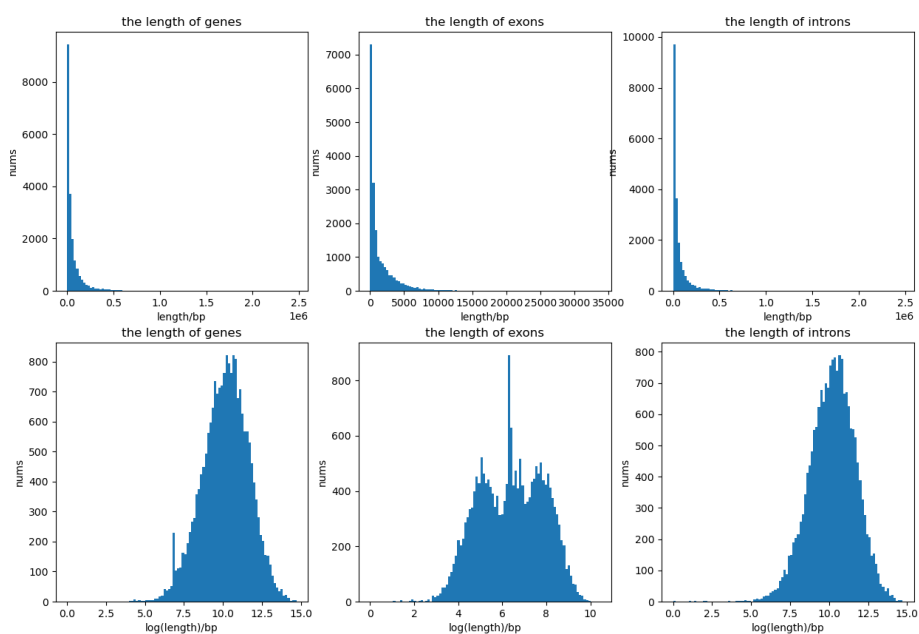 the length of genes
nums
8000
6000
4000
2000
0
0.0 0.5 1.0 1.5 2.0 2.5
1e6
length/bp
the length of exons
nums
7000
6000
5000
4000
3000
2000
1000
0
0 5000 10000 15000 20000 25000 30000 35000
length/bp
the length of introns
nums
10000
8000
6000
4000
2000
0
0.0 0.5 1.0 1.5 2.0 2.5
1e6
length/bp
the length of genes
nums
800
700
600
500
400
300
200
100
0
0.0 2.5 5.0 7.5 10.0 12.5 15.0
log(length)/bp
the length of exons
nums
800
600
400
200
0
0 2 4 6 8 10
log(length)/bp
the length of introns
nums
800
700
600
500
400
300
200
100
0
0.0 2.5 5.0 7.5 10.0 12.5 15.0
log(length)/bp